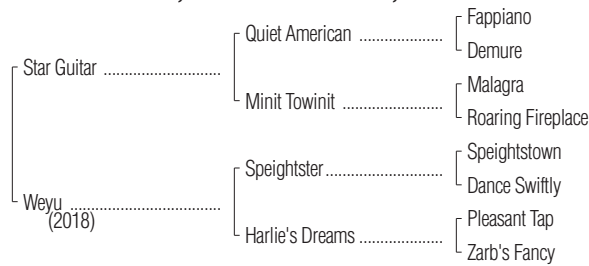 Fappiano
Quiet American ..................
Demure
Star Guitar .........................
Malagra
Minit Towinit .....................
Roaring Fireplace
Speightstown
Speightster.........................
Dance Swiftly
Weyu ................................
(2018)
Pleasant Tap
Harlie's Dreams ..................
Zarb's Fancy